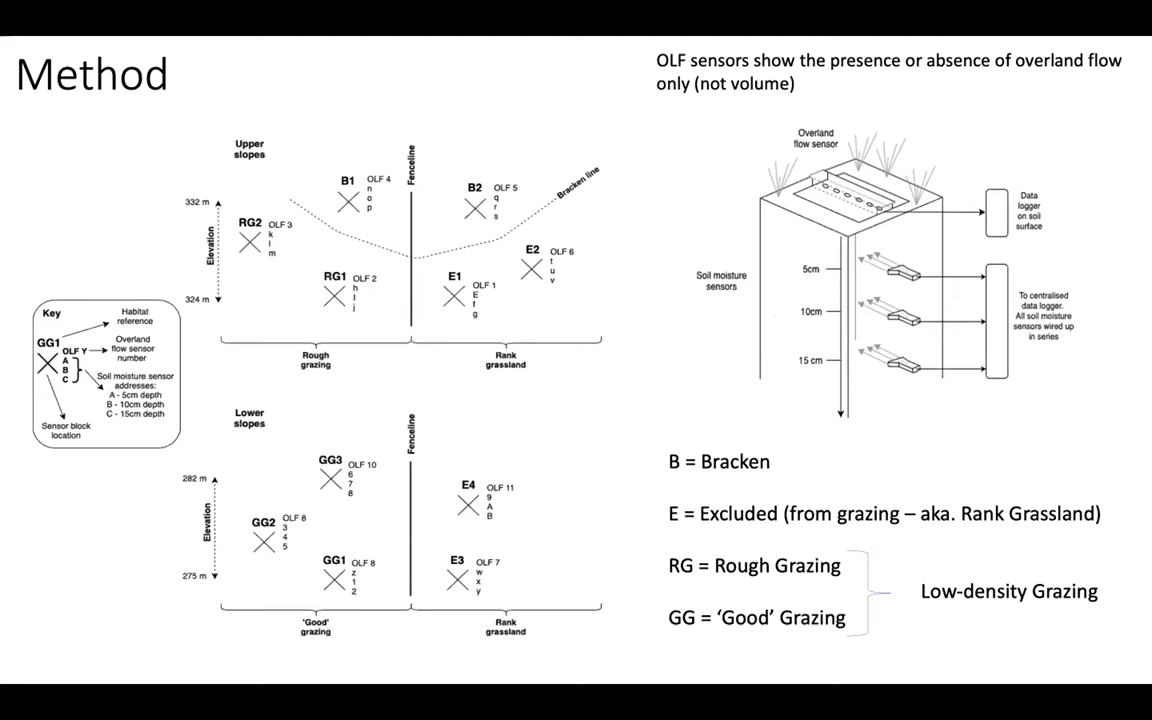 Method
OLF sensors show the presence or absence of overland flow
only (not volume)
Upper
slopes
Fenceline
Bracken line
B1 OLF 4
n
o
p
B2 OLF 5
q
r
s
332 m
Elevation
324 m
RG2 OLF 3
k
l
m
E2 OLF 6
t
u
v
RG1 OLF 2
h
I
j
E1 OLF 1
E
f
g
Rough
grazing
Rank
grassland
Key
Habitat
reference
GG1
OLF Y
Overland
flow sensor
number
A
B
C
Soil moisture sensor
addresses:
A - 5cm depth
B - 10cm depth
C - 15cm depth
Sensor block
location
Lower
slopes
Fenceline
GG3 OLF 10
6
7
8
282 m
Elevation
275 m
E4 OLF 11
9
A
B
GG2 OLF 8
3
4
5
GG1 OLF 8
z
1
2
E3 OLF 7
w
x
y
'Good'
grazing
Rank
grassland
Overland
flow sensor
Data
logger
on soil
surface
Soil moisture
sensors
5cm
10cm
15 cm
To centralised
data logger.
All soil moisture
sensors wired up
in series
B = Bracken
E = Excluded (from grazing – aka. Rank Grassland)
RG = Rough Grazing
GG = ‘Good’ Grazing
Low-density Grazing